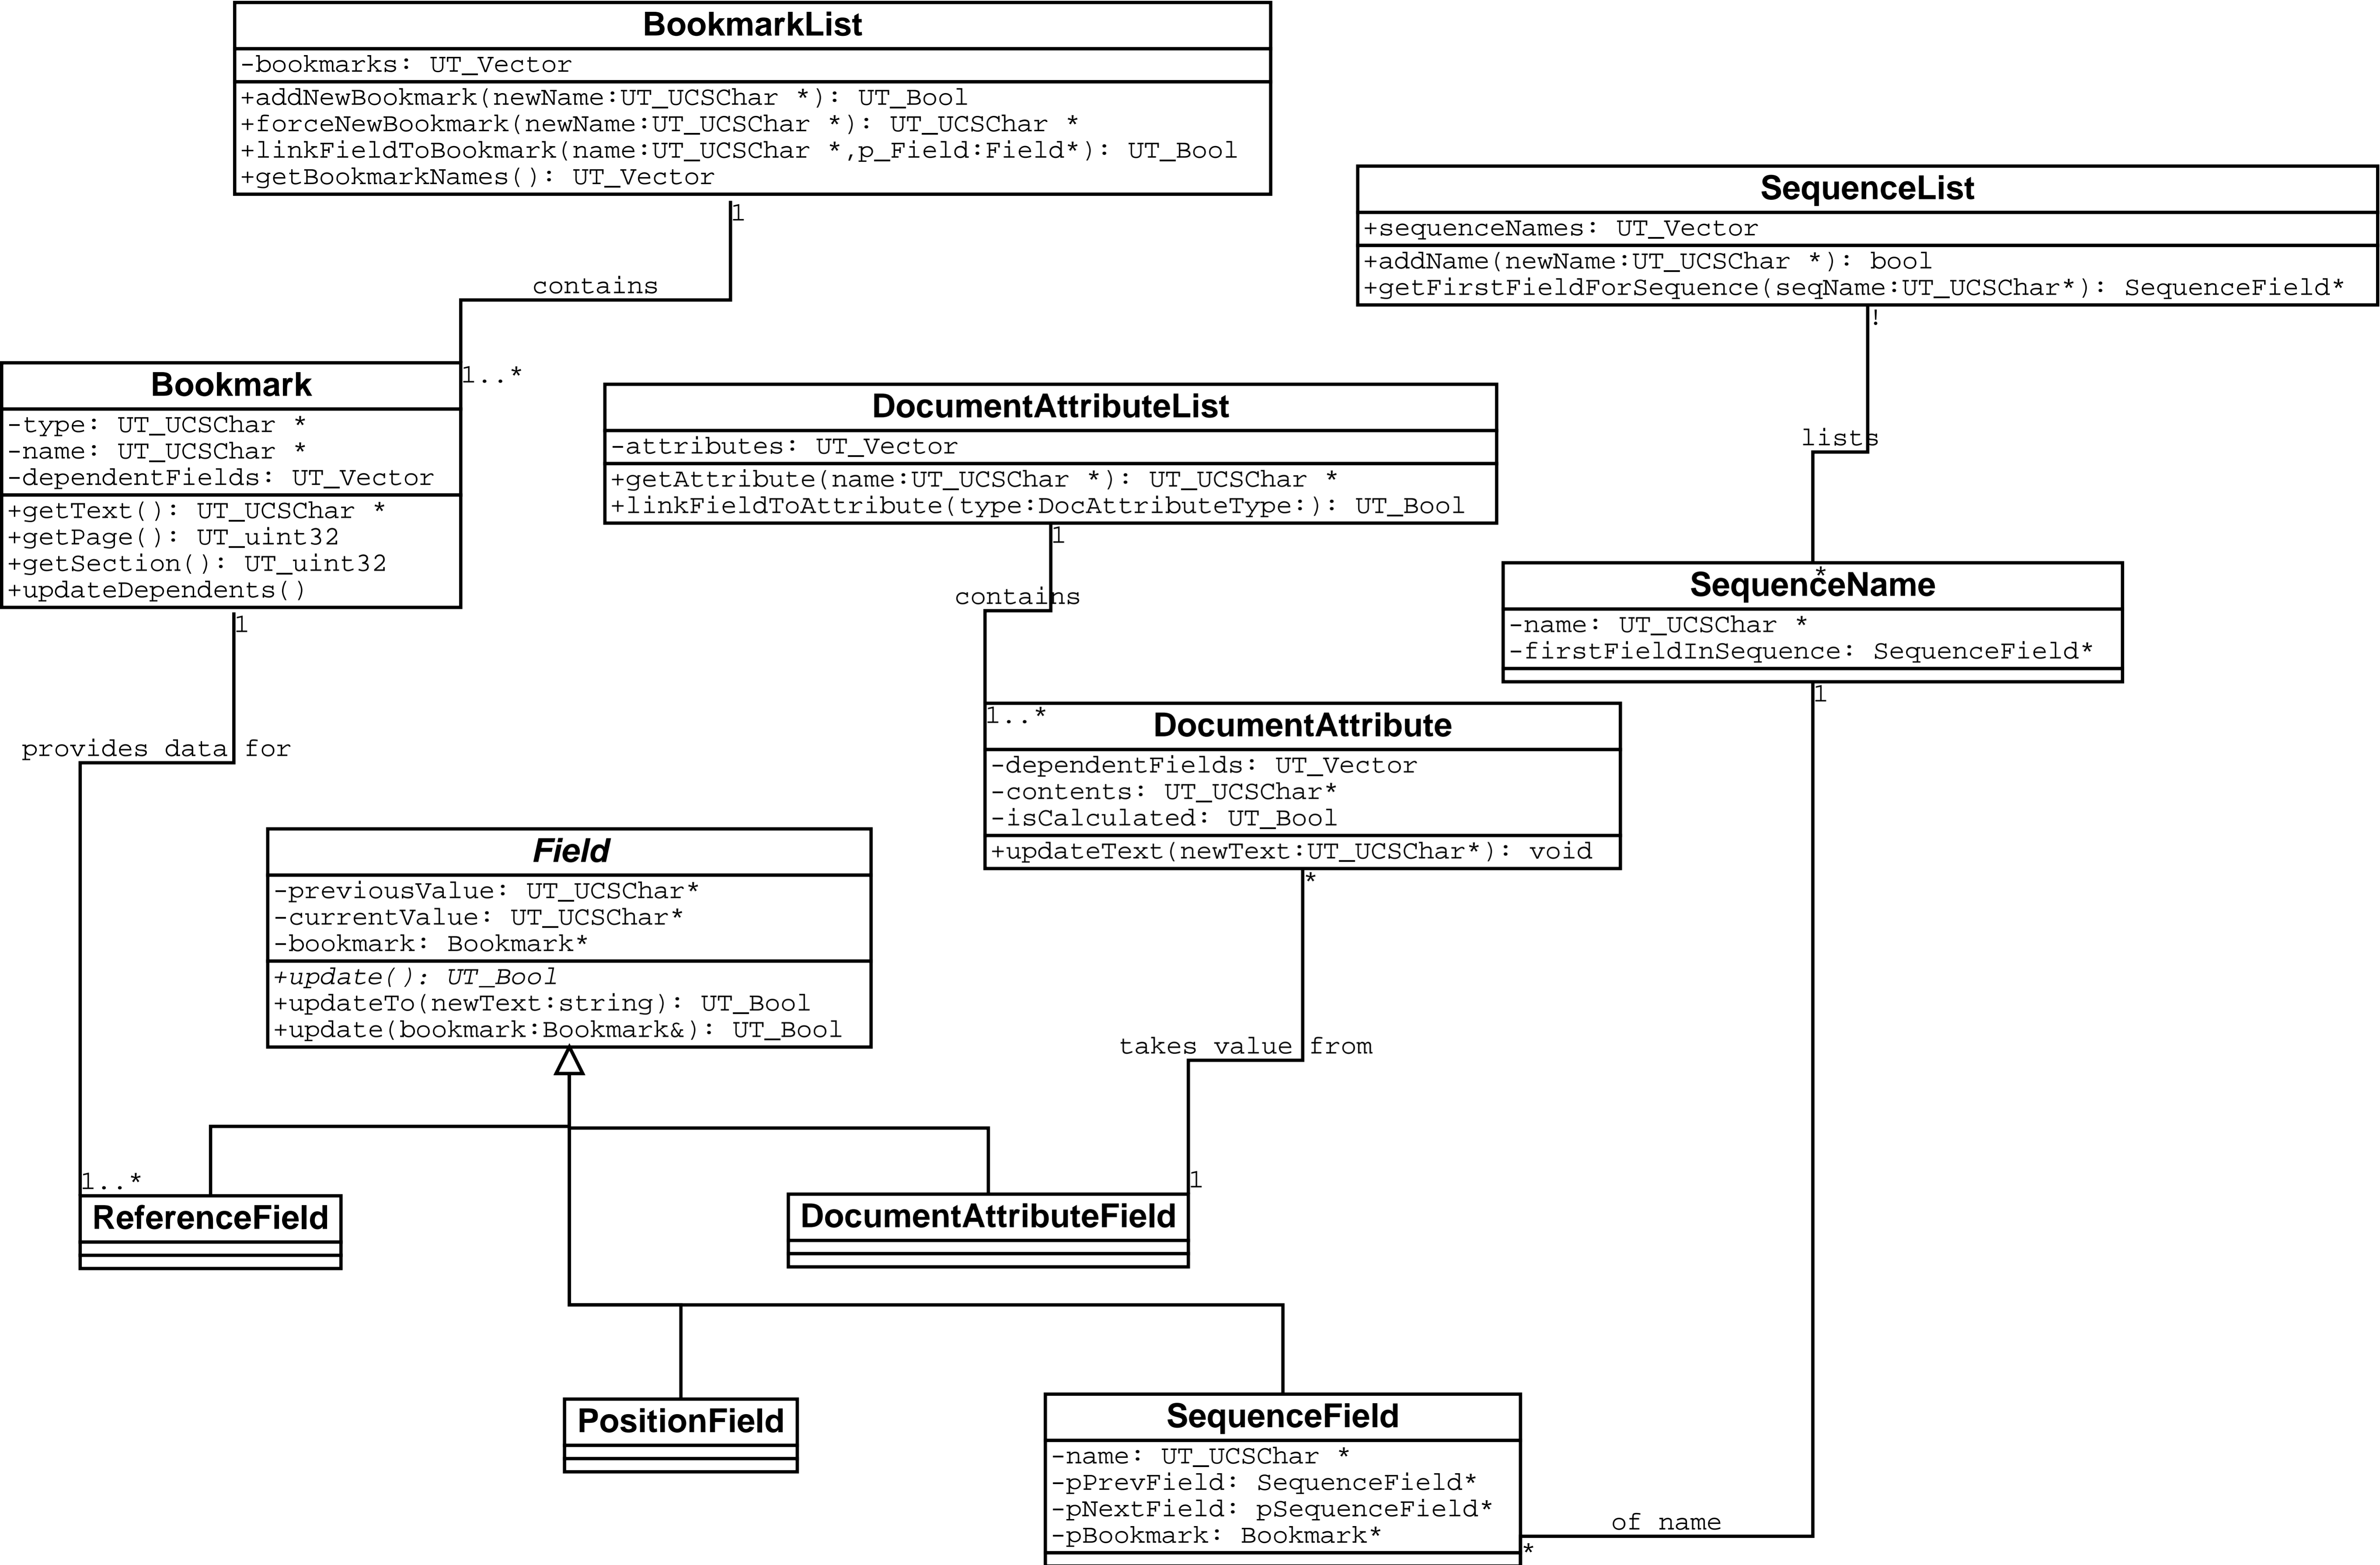 BookmarkList
-bookmarks: UT_Vector
+addNewBookmark(newName:UT_UCSChar *): UT_Bool
+forceNewBookmark(newName:UT_UCSChar *): UT_UCSChar *
+linkFieldToBookmark(name:UT_UCSChar *,p_Field:Field*): UT_Bool
+getBookmarkNames(): UT_Vector
1
contains
1..*
SequenceList
+sequenceNames: UT_Vector
+addName(newName:UT_UCSChar *): bool
+getFirstFieldForSequence(seqName:UT_UCSChar*): SequenceField*
!
lists
*
Bookmark
-type: UT_UCSChar *
-name: UT_UCSChar *
-dependentFields: UT_Vector
+getText(): UT_UCSChar *
+getPage(): UT_uint32
+getSection(): UT_uint32
+updateDependents()
1
provides data for
1..*
DocumentAttributeList
-attributes: UT_Vector
+getAttribute(name:UT_UCSChar *): UT_UCSChar *
+linkFieldToAttribute(type:DocAttributeType:): UT_Bool
1
contains
1..*
SequenceName
-name: UT_UCSChar *
-firstFieldInSequence: SequenceField*
1
DocumentAttribute
-dependentFields: UT_Vector
-contents: UT_UCSChar*
-isCalculated: UT_Bool
+updateText(newText:UT_UCSChar*): void
*
takes value from
1
Field
-previousValue: UT_UCSChar*
-currentValue: UT_UCSChar*
-bookmark: Bookmark*
+update(): UT_Bool
+updateTo(newText:string): UT_Bool
+update(bookmark:Bookmark&): UT_Bool
ReferenceField
DocumentAttributeField
PositionField
SequenceField
-name: UT_UCSChar *
-pPrevField: SequenceField*
-pNextField: pSequenceField*
-pBookmark: Bookmark*
of name
*